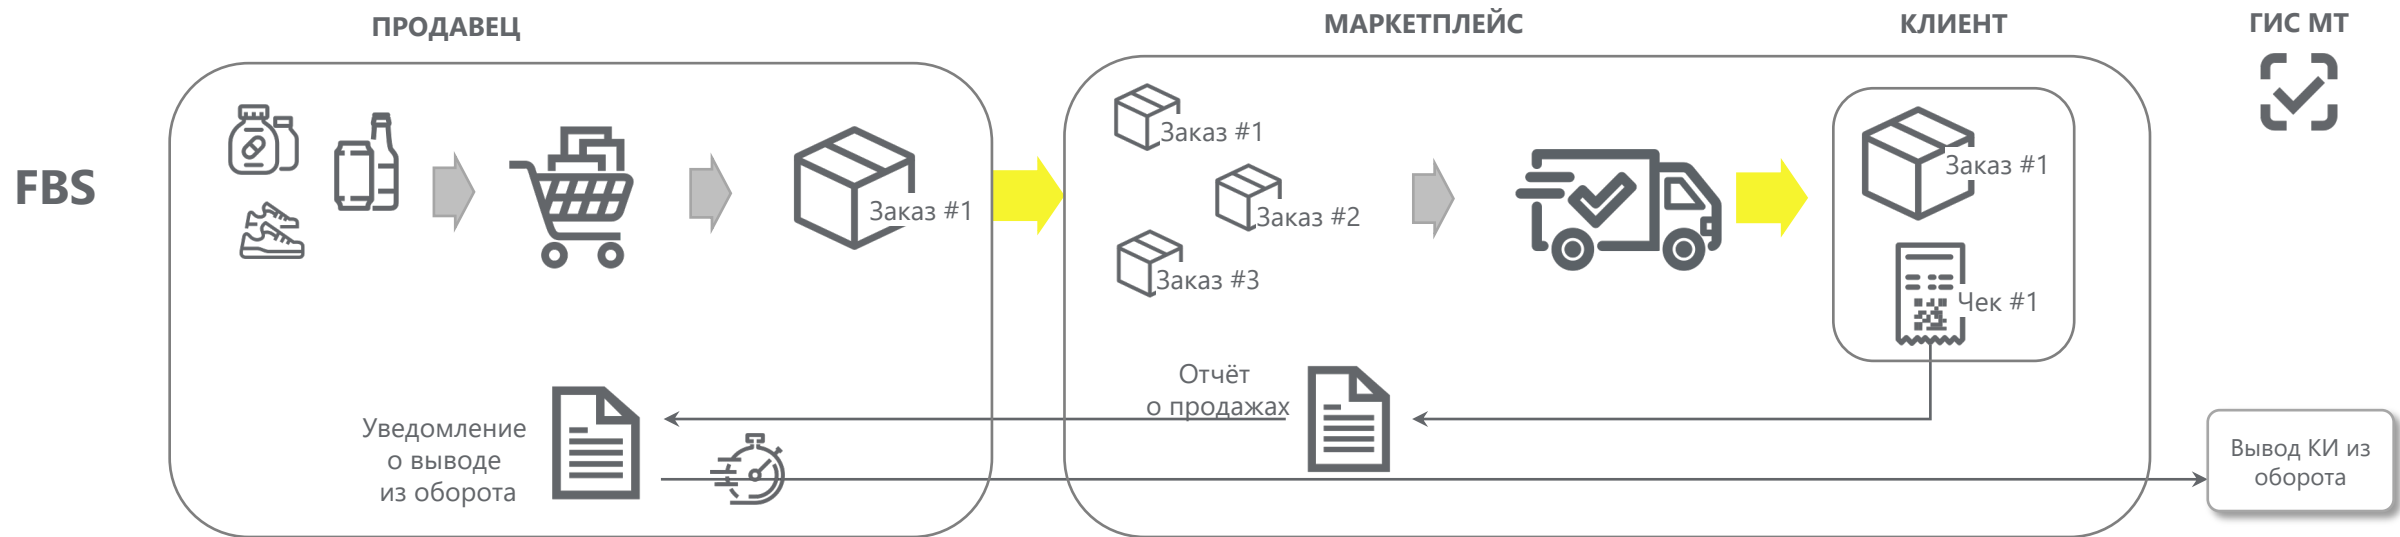 ПРОДАВЕЦ
МАРКЕТПЛЕЙС
КЛИЕНТ
ГИС МТ
FBS
Заказ #1
Заказ #1
Заказ #2
Заказ #3
Заказ #1
Чек #1
Отчёт
о продажах
Уведомление
о выводе
из оборота
Вывод КИ из
оборота